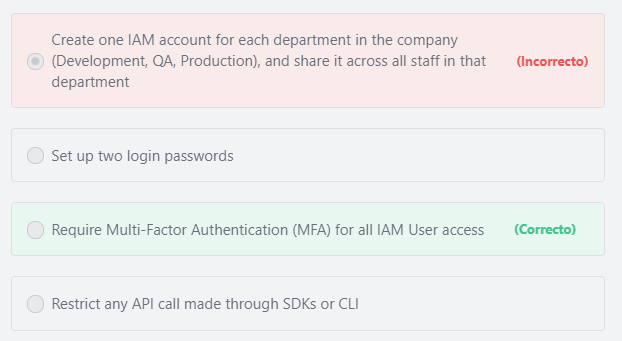 Create one IAM account for each department in the company
(Development, QA, Production), and share it across all staff in that
department
(Incorrecto)
Set up two login passwords
Require Multi-Factor Authentication (MFA) for all IAM User access
(Correcto)
Restrict any API call made through SDKs or CLI